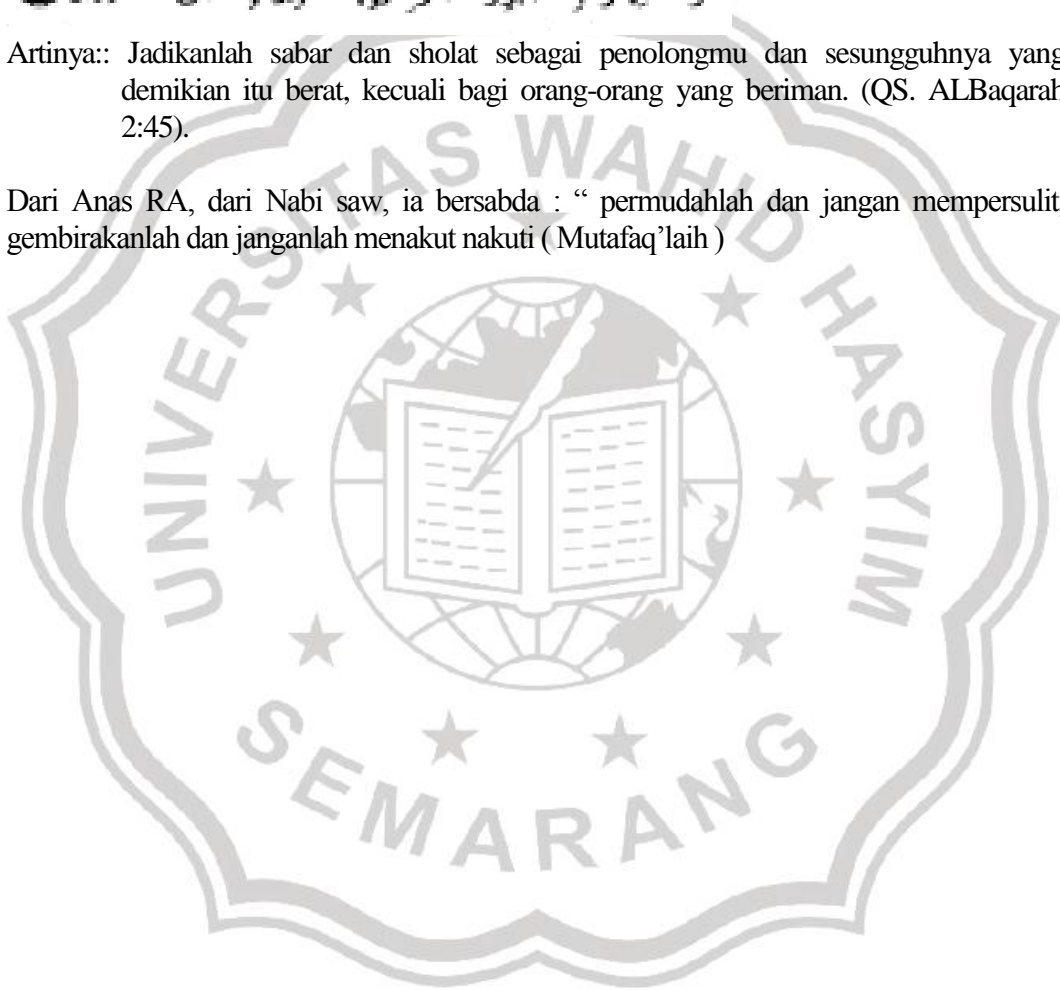 Artinya:: Jadikanlah sabar dan sholat sebagai penolongmu dan sesungguhnya yang
demikian itu berat, kecuali bagi orang-orang yang beriman. (QS. ALBaqarah
2:45).
Dari Anas RA, dari Nabi saw, ia bersabda : “ permudahlah dan jangan mempersulit,
gembirakanlah dan janganlah menakut nakuti ( Mutafaq’laih )
UNIVERSITAS WAHID HASYIM
SEMARANG